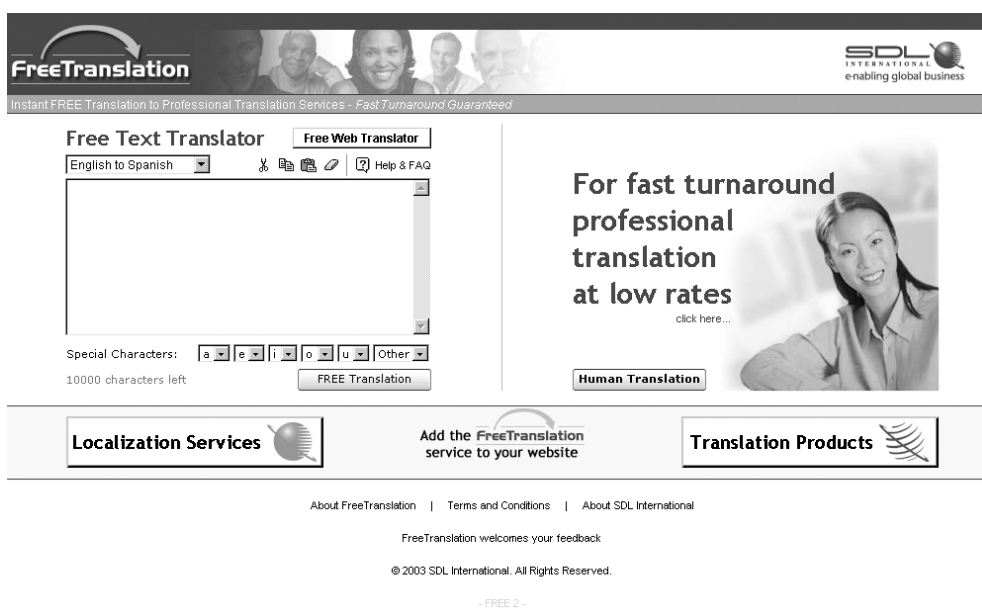 FreeTranslation
SDL
INTERNATIONAL
e-nabling global business
Instant FREE Translation to Professional Translation Services - Fast Turnaround Guaranteed
Free Text Translator
Free Web Translator
English to Spanish
Help & FAQ
For fast turnaround
professional
translation
at low rates
click here...
Special Characters: a e i o u Other
10000 characters left
FREE Translation
Human Translation
Localization Services
Add the FreeTranslation
service to your website
Translation Products
About FreeTranslation | Terms and Conditions | About SDL International
FreeTranslation welcomes your feedback
© 2003 SDL International. All Rights Reserved.
- FREE 2 -